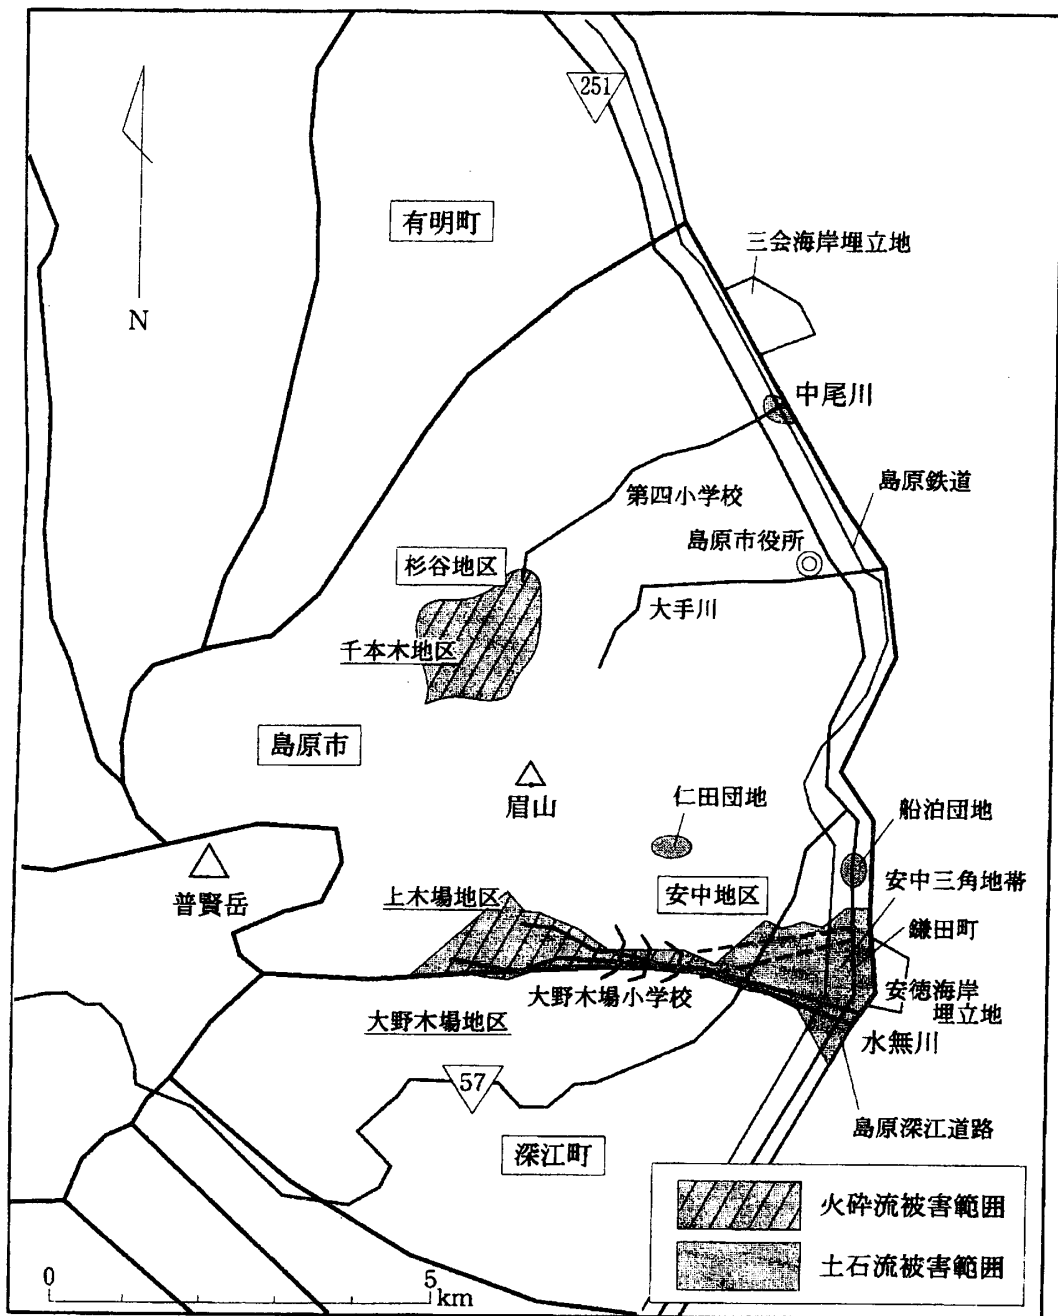 251
有明町
三会海岸埋立地
N
中尾川
島原鉄道
第四小学校
島原市役所
杉谷地区
大手川
千本木地区
島原市
眉山
仁田団地
船泊団地
普賢岳
上木場地区
安中地区
安中三角地帯
鎌田町
大野木場小学校
安徳海岸
埋立地
大野木場地区
水無川
57
島原深江道路
深江町
火砕流被害範囲
土石流被害範囲
0
5
km